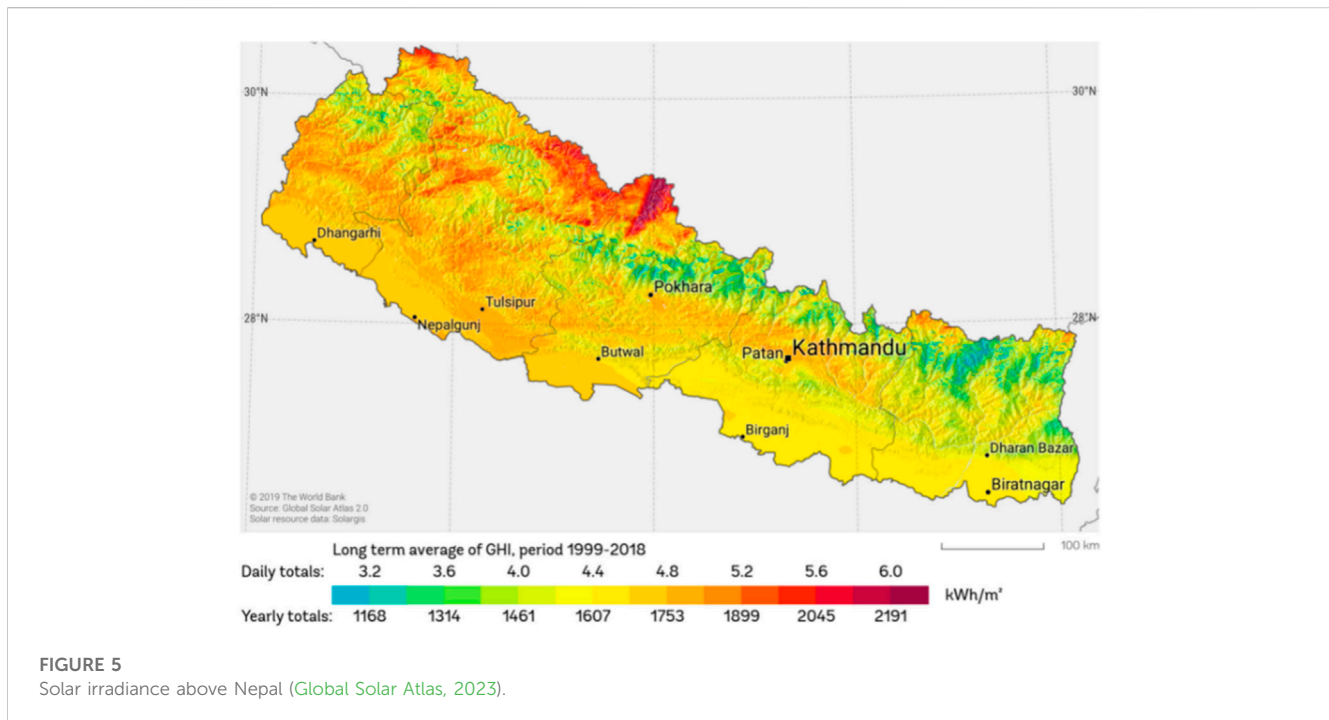 30°N
30°N
Dhangarhi
Pokhara
Tulsipur
28°N
28°N
Nepalgunj
Butwal
Patan
Kathmandu
Birganj
Dharan Bazar
Biratnagar
© 2019 The World Bank
Source: Global Solar Atlas 2.0
Solar resource data: Solargis
100 km
Long term average of GHI, period 1999-2018
Daily totals: 3.2 3.6 4.0 4.4 4.8 5.2 5.6 6.0
kWh/m²
Yearly totals: 1168 1314 1461 1607 1753 1899 2045 2191
FIGURE 5
Solar irradiance above Nepal (Global Solar Atlas, 2023).